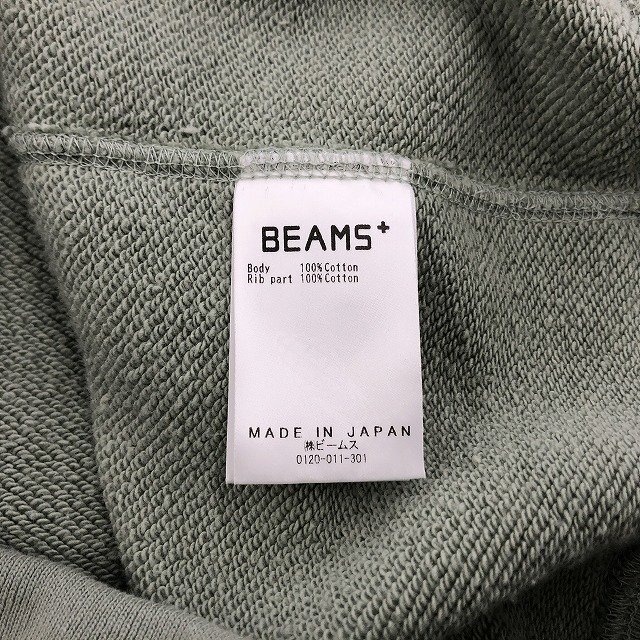 BEAMS+
Body 100%Cotton
Rib part 100%Cotton
MADE IN JAPAN
㈱ビームス
0120-011-301